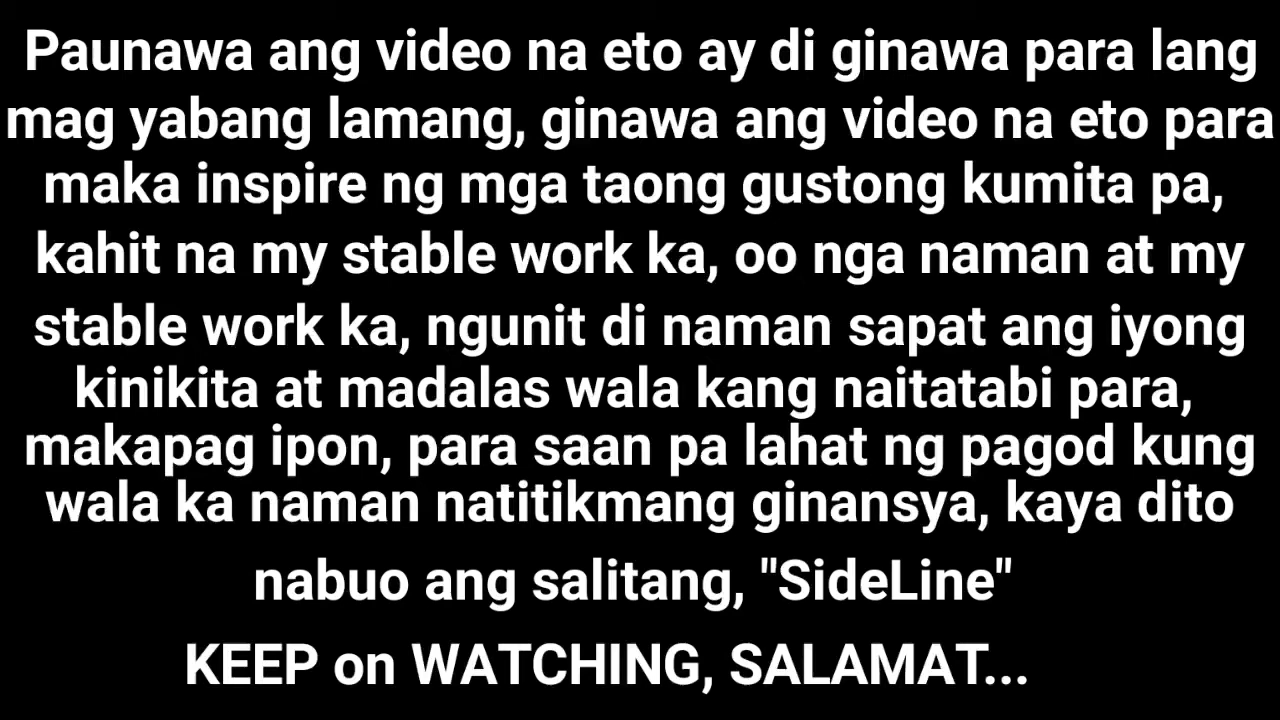 Paunawa ang video na eto ay di ginawa para lang
mag yabang lamang, ginawa ang video na eto para
maka inspire ng mga taong gustong kumita pa,
kahit na my stable work ka, oo nga naman at my
stable work ka, ngunit di naman sapat ang iyong
kinikita at madalas wala kang naitatabi para,
makapag ipon, para saan pa lahat ng pagod kung
wala ka naman natitikmang ginansya, kaya dito
nabuo ang salitang, "SideLine"
KEEP on WATCHING, SALAMAT...